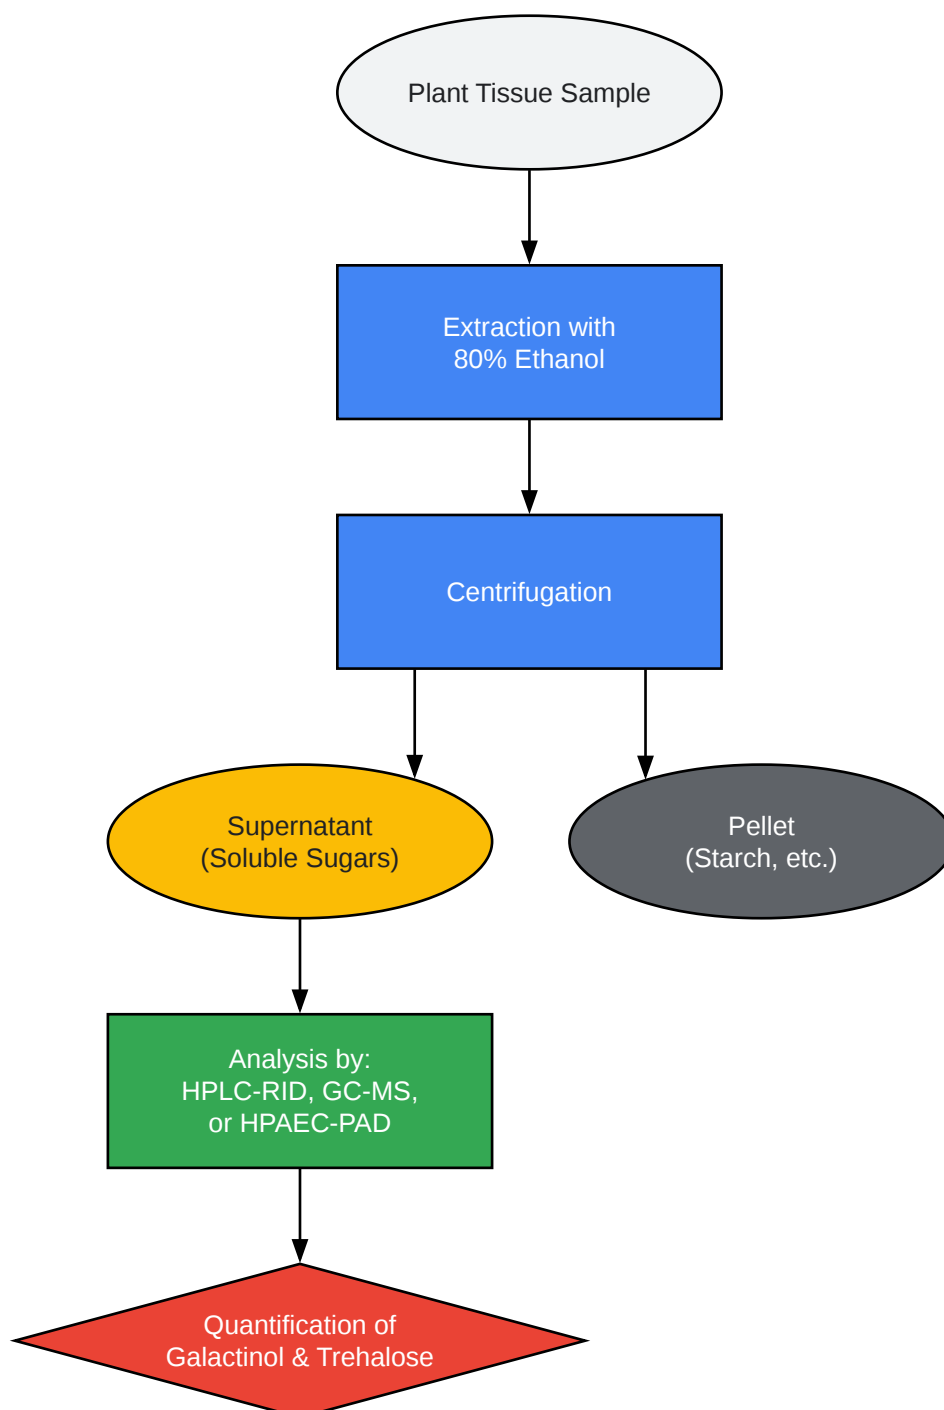 Plant Tissue Sample
Extraction with
80% Ethanol
Centrifugation
Supernatant
(Soluble Sugars)
Pellet
(Starch, etc.)
Analysis by:
HPLC-RID, GC-MS,
or HPAEC-PAD
Quantification of
Galactinol & Trehalose